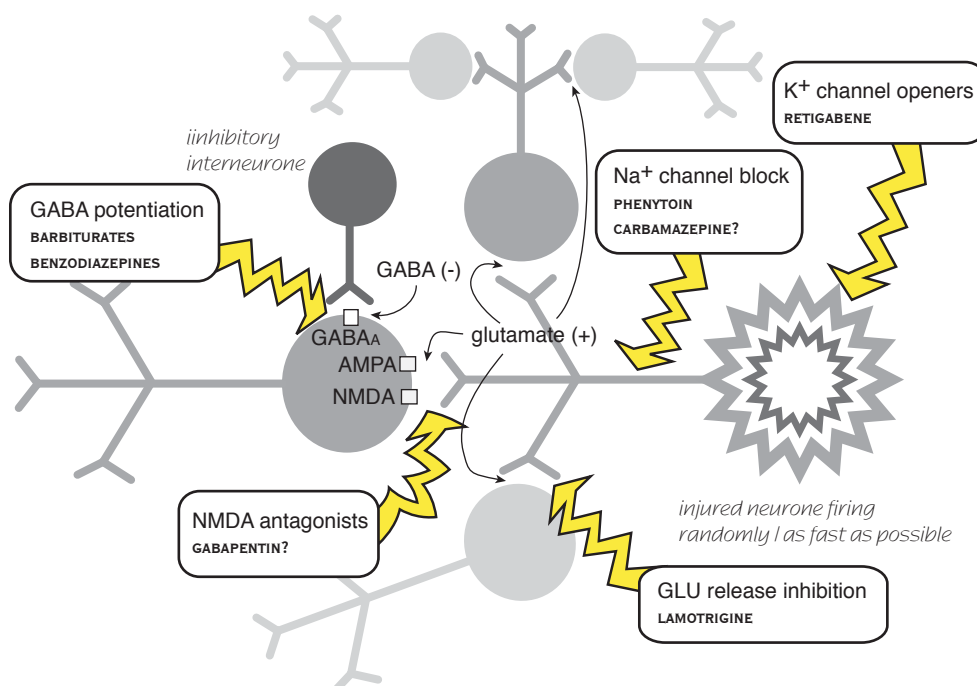 K+ channel openers
RETIGABENE
iinhibitory
interneurone
Na+ channel block
PHENYTOIN
CARBAMAZEPINE?
GABA potentiation
BARBITURATES
BENZODIAZEPINES
GABA (-)
GABAA
glutamate (+)
AMPA
NMDA
injured neurone firing
randomly / as fast as possible
NMDA antagonists
GABAPENTIN?
GLU release inhibition
LAMOTRIGINE